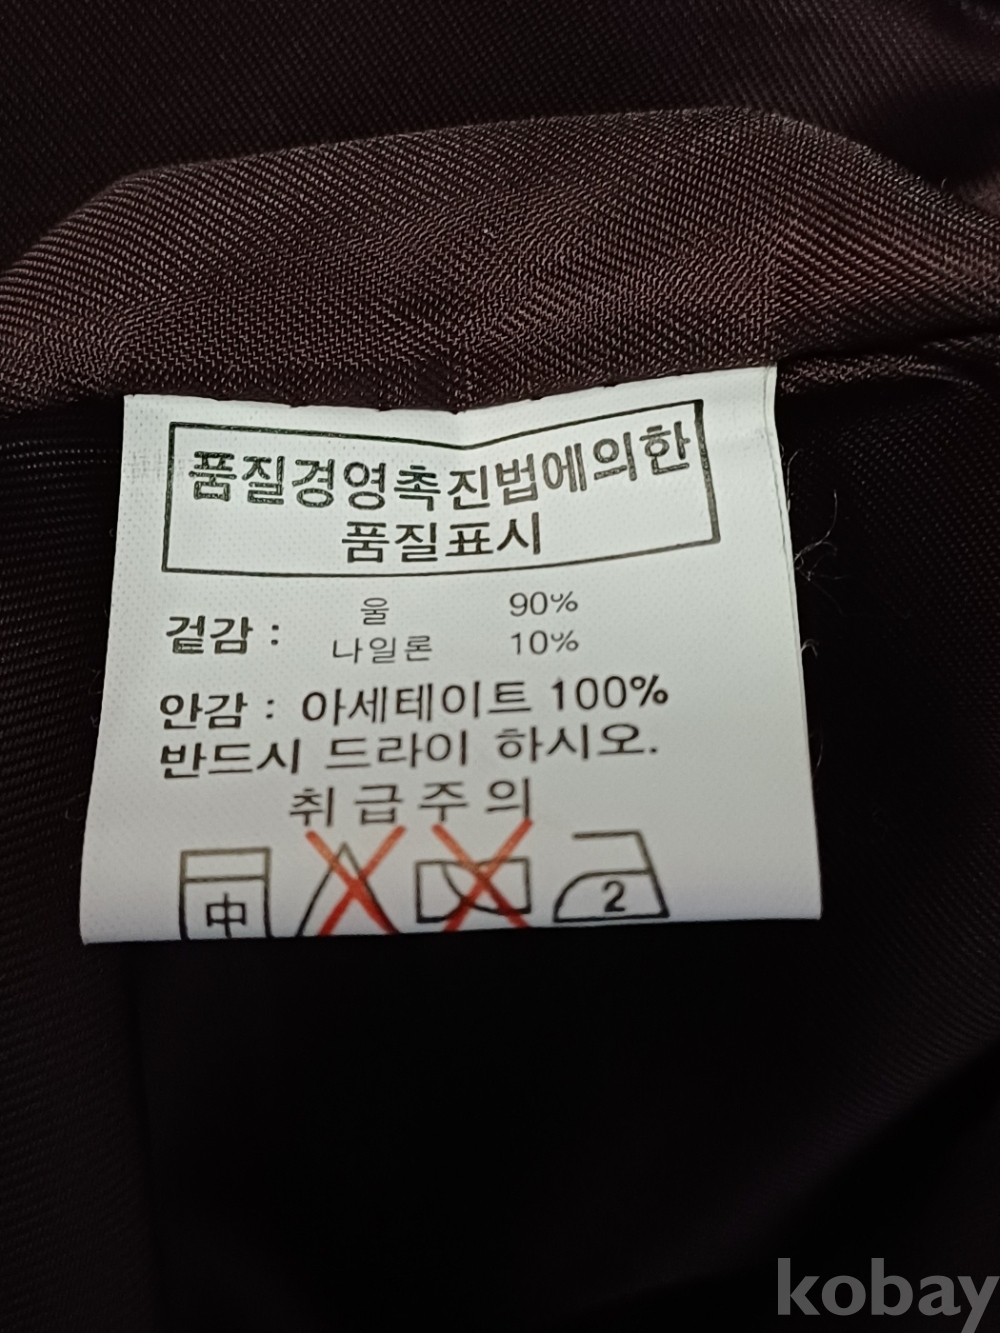 품질경영촉진법에의한
품질표시
겉감 : 울 90%
나일론 10%
안감 : 아세테이트 100%
반드시 드라이 하시오.
취급주의
中
2
kobay